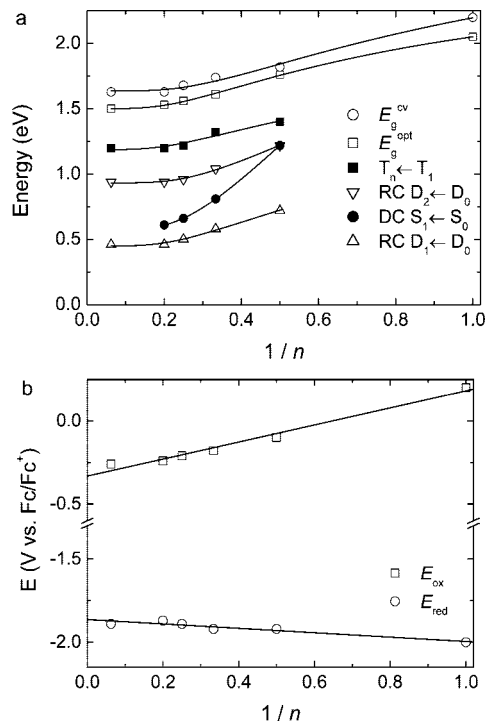 a
2.0
1.5
1.0
0.5
0.0
Energy (eV)
E_g^cv
E_g^opt
T_n←T_1
RC D_2←D_0
DC S_1←S_0
RC D_1←D_0
0.0 0.2 0.4 0.6 0.8 1.0
1 / n
b
0.0
-0.5
-1.5
-2.0
E (V vs. Fc/Fc⁺)
E_ox
E_red
0.0 0.2 0.4 0.6 0.8 1.0
1 / n